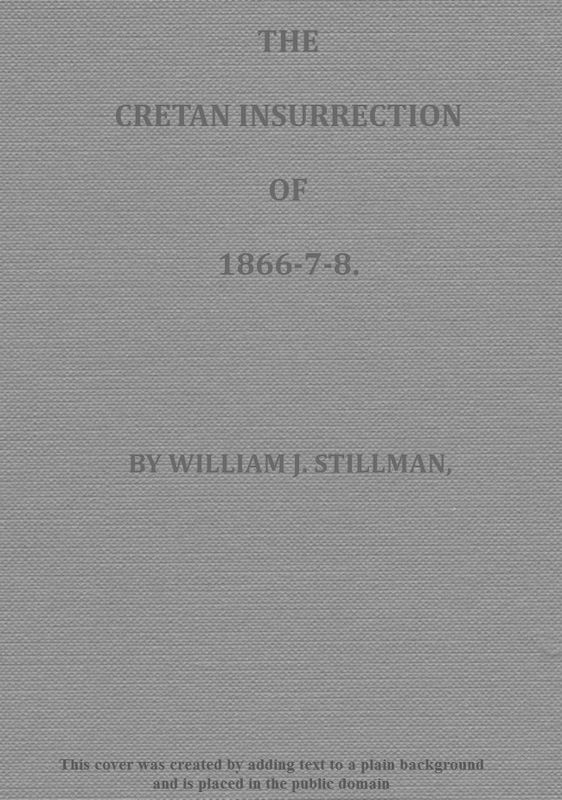 THE
CRETAN INSURRECTION
OF
1866-7-8.
BY WILLIAM J. STILLMAN,
This cover was created by adding text to a plain background
and is placed in the public domain